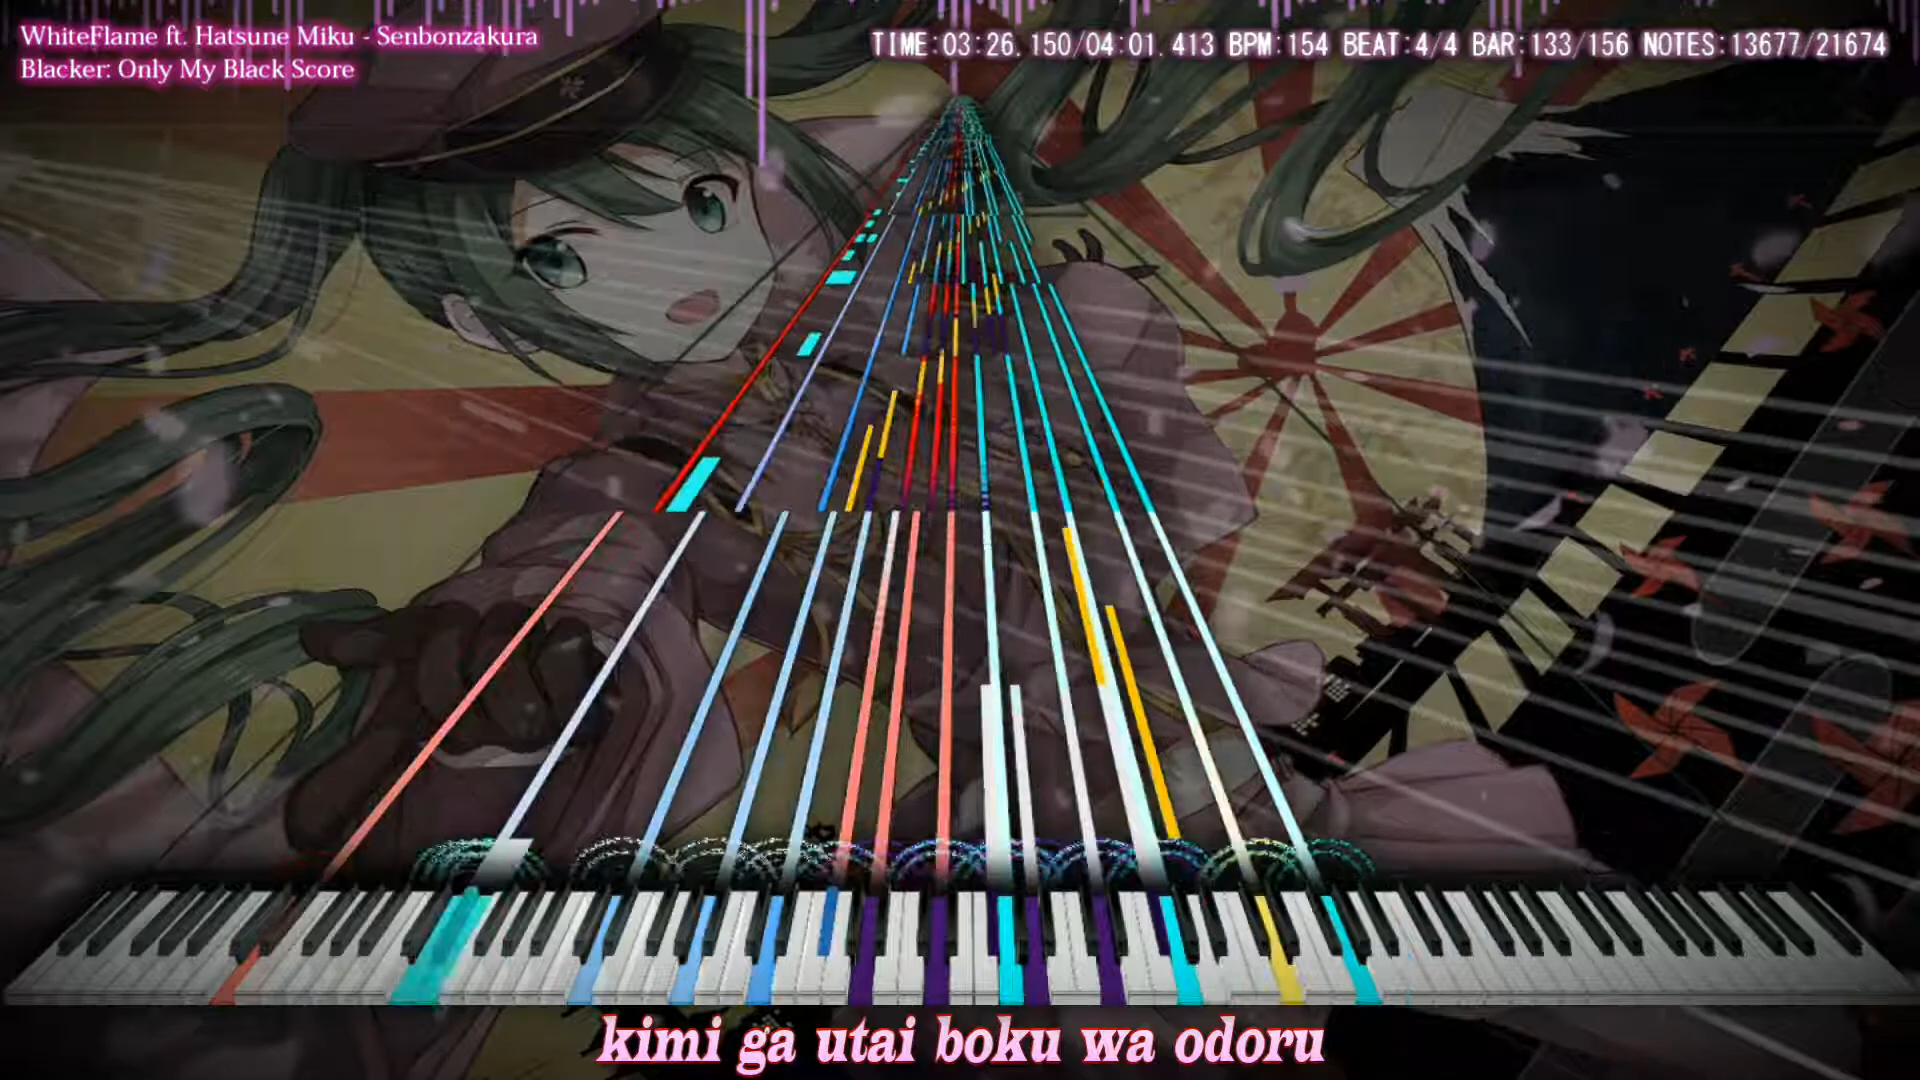 WhiteFlame ft. Hatsune Miku - Senbonzakura
Blacker: Only My Black Score
TIME:03:26.150/04:01.413 BPM:154 BEAT:4/4 BAR:133/156 NOTES:13677/21674
kimi ga utai boku wa odoru